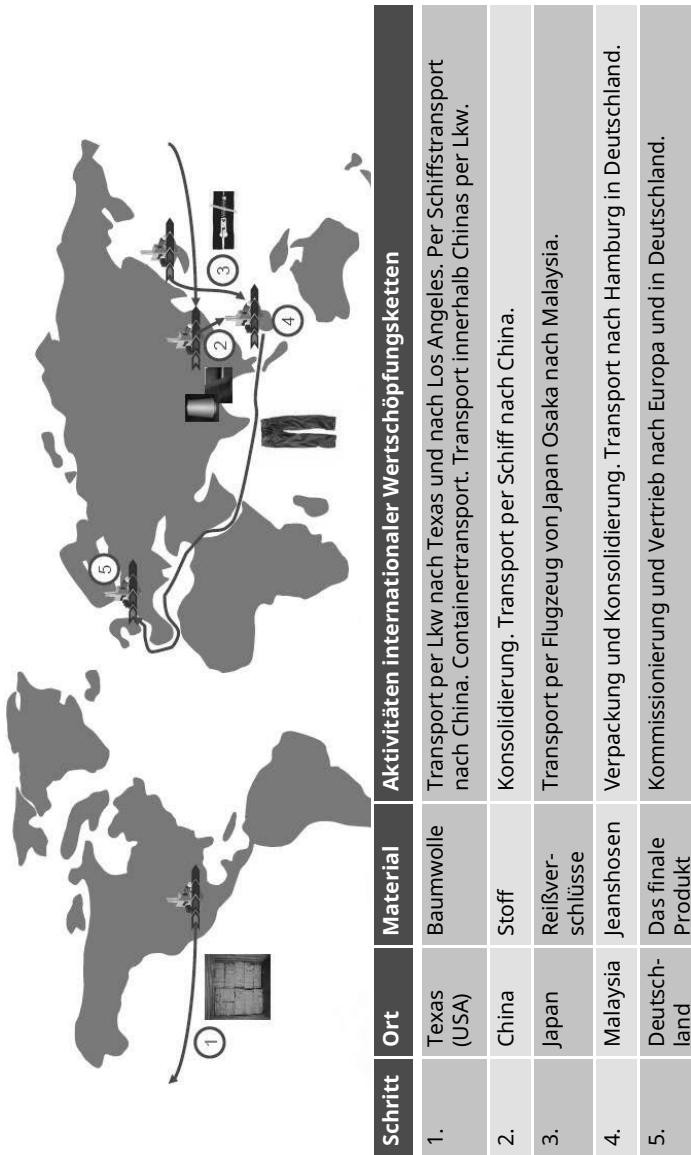 1
2
3
4
5
Schritt Ort Material Aktivitäten internationaler Wertschöpfungsketten
1. Texas Baumwolle Transport per Lkw nach Texas und nach Los Angeles. Per Schiffstransport
(USA) nach China. Containertransport. Transport innerhalb Chinas per Lkw.
2. China Stoff Konsolidierung. Transport per Schiff nach China.
3. Japan Reißver- Transport per Flugzeug von Japan Osaka nach Malaysia.
schlüsse
4. Malaysia Jeanshosen Verpackung und Konsolidierung. Transport nach Hamburg in Deutschland.
5. Deutsch- Das finale Kommissionierung und Vertrieb nach Europa und in Deutschland.
land Produkt